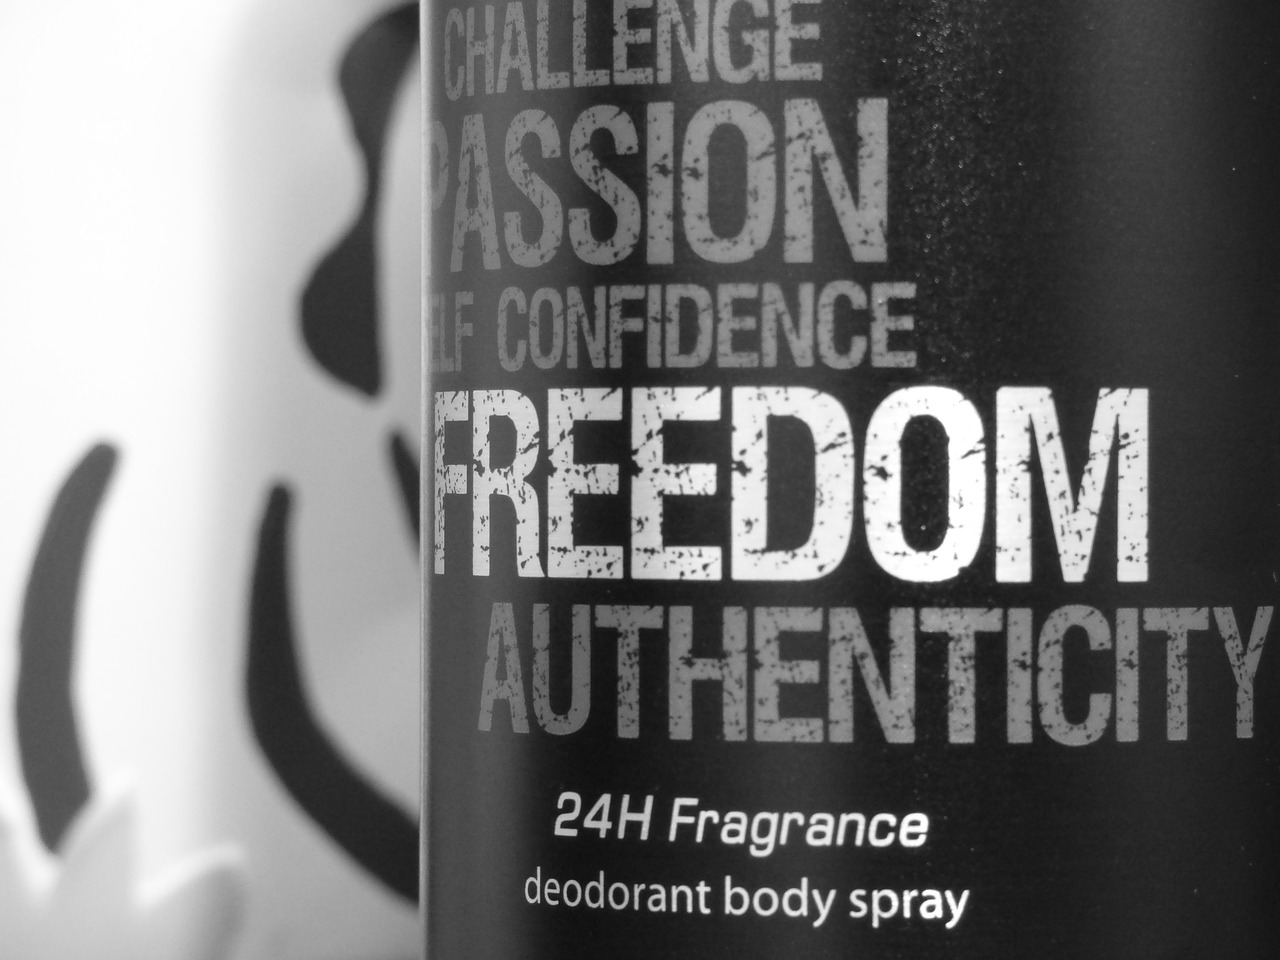 CHALLENGE
PASSION
ELF CONFIDENCE
FREEDOM
AUTHENTICITY
24H Fragrance
deodorant body spray